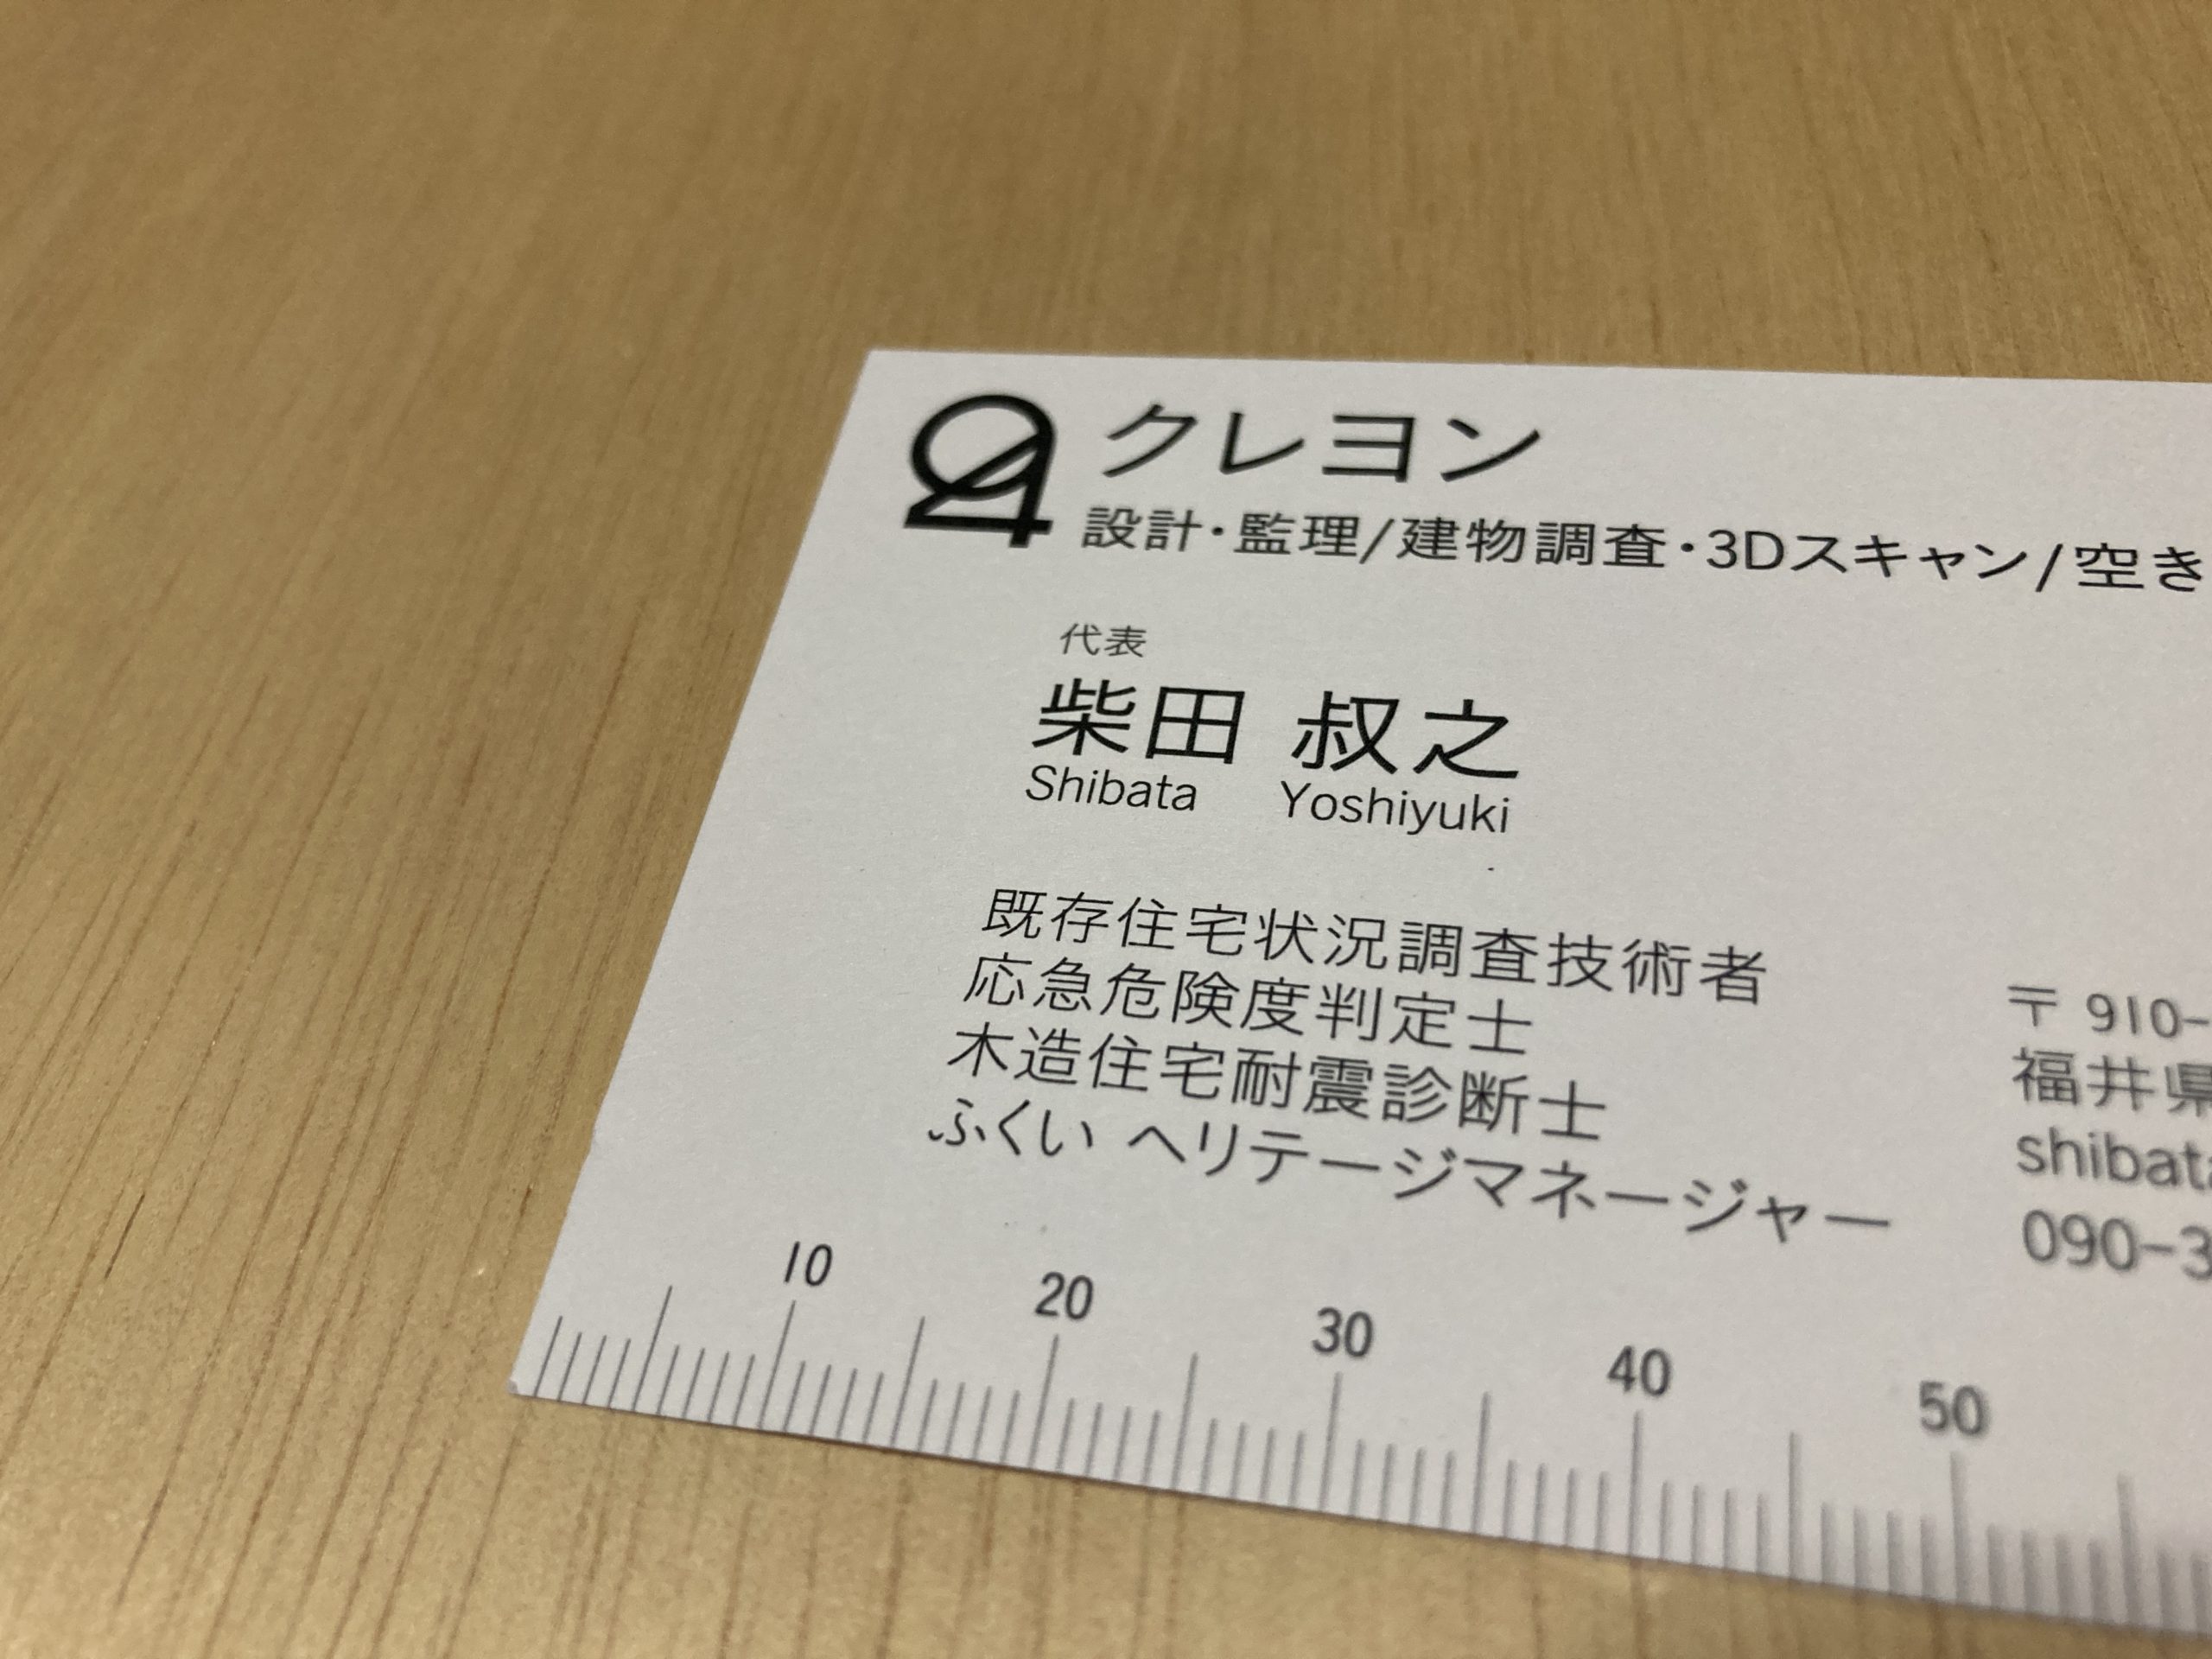 クレヨン
設計・監理/建物調査・3Dスキャン/空き
代表
柴田 叔之
Shibata Yoshiyuki
既存住宅状況調査技術者
応急危険度判定士
木造住宅耐震診断士
ふくい ヘリテージマネージャー
〒 910-
福井県
shibata
090-3
10 20 30 40 50